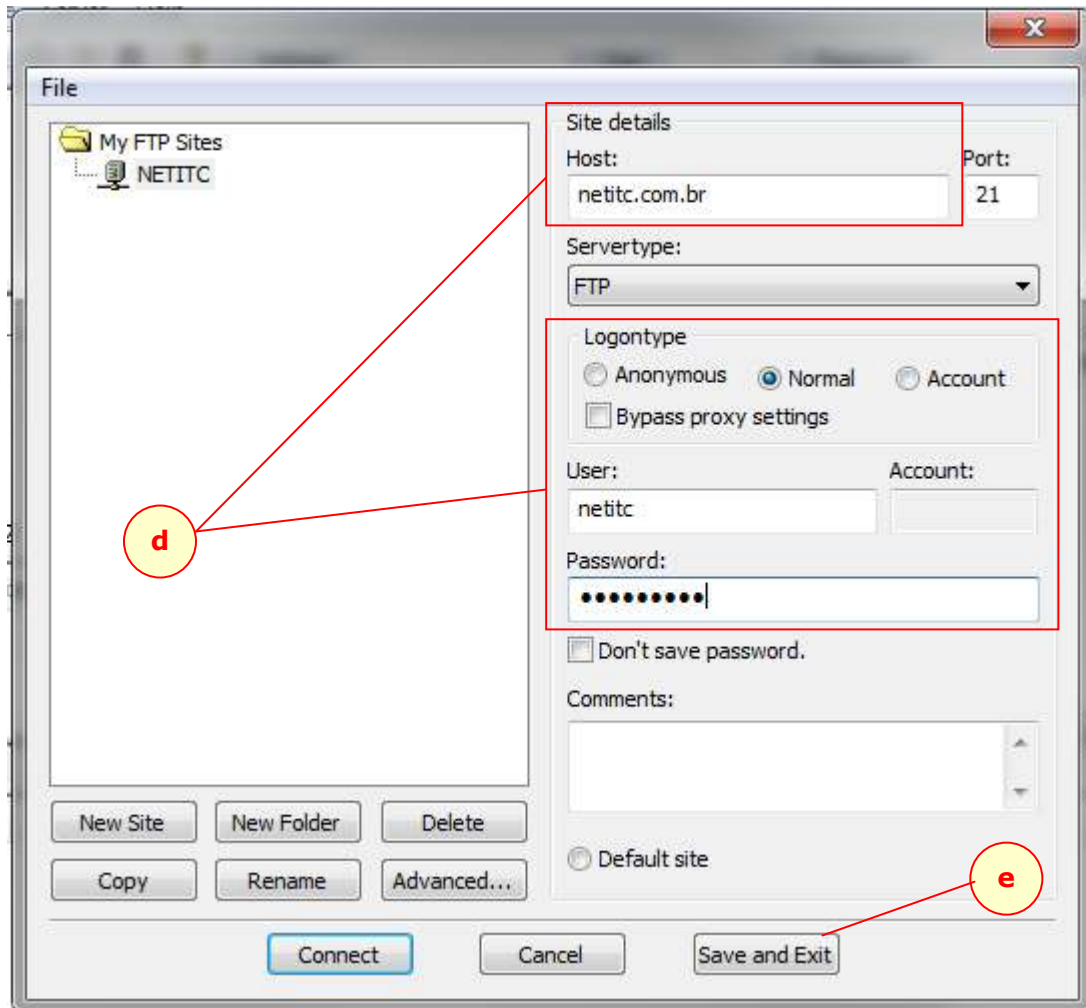 File
My FTP Sites
NETITC
Site details
Host:
Port:
netitc.com.br
21
Servertype:
FTP
Logontype
Anonymous
Normal
Account
Bypass proxy settings
User:
Account:
netitc
Password:
•••••••••
Don't save password.
Comments:
Default site
d
e
New Site
New Folder
Delete
Copy
Rename
Advanced...
Connect
Cancel
Save and Exit